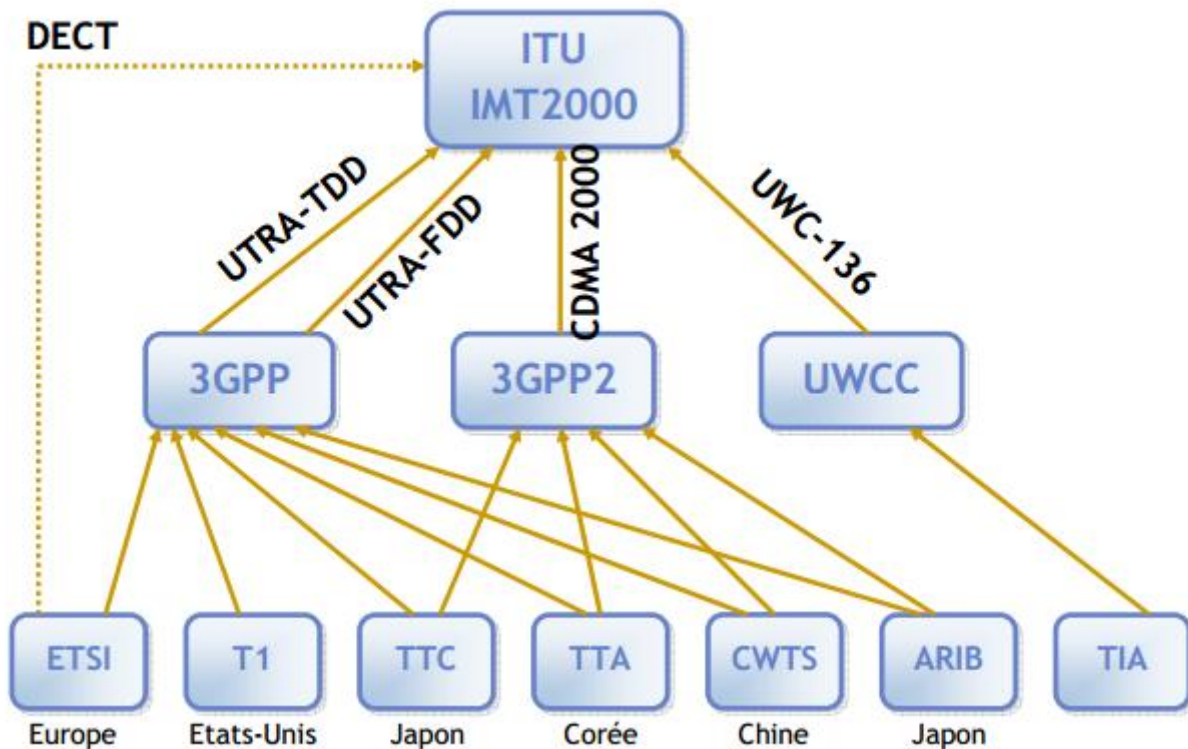 DECT
ITU
IMT2000
UTRA-TDD
UTRA-FDD
CDMA 2000
UWC-136
3GPP
3GPP2
UWCC
ETSI
T1
TTC
TTA
CWTS
ARIB
TIA
Europe
Etats-Unis
Japon
Corée
Chine
Japon